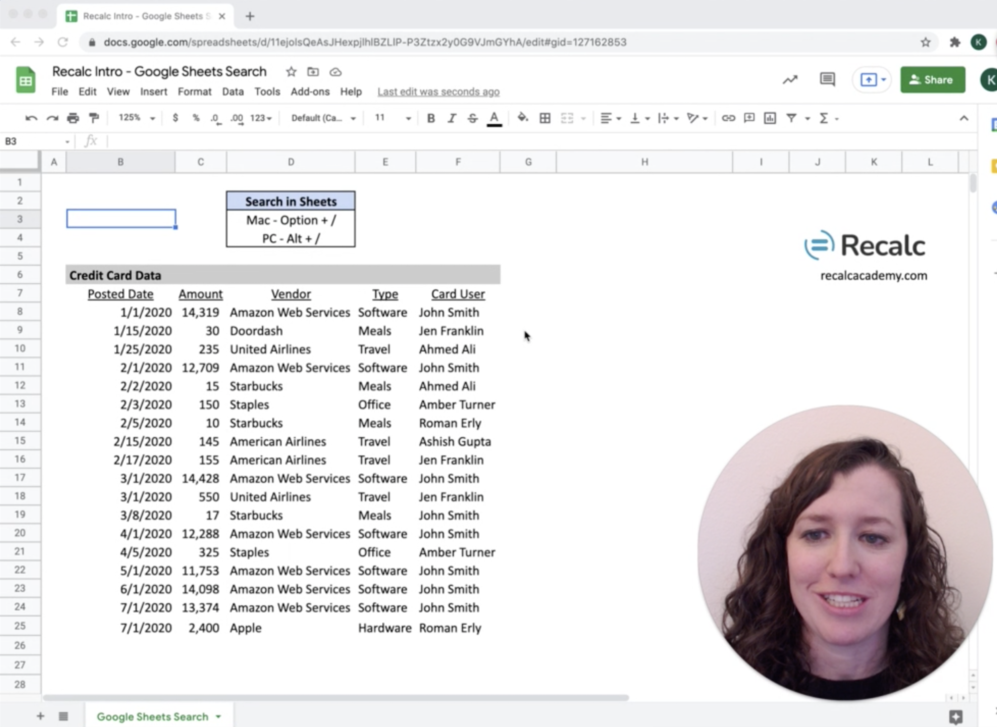 Recalc Intro - Google Sheets S
docs.google.com/spreadsheets/d/11ejolsQeAsJHexpjlhlBZLlP-P3Ztzx2y0G9VJmGYhA/edit#gid=127162853
K
Recalc Intro - Google Sheets Search
Share
K
File Edit View Insert Format Data Tools Add-ons Help Last edit was seconds ago
125% $ % .0 .00 123 Default (Ca... 11 B I S A
B3 fx
A B C D E F G H I J K L
1
2 Search in Sheets
3 Mac - Option + /
4 PC - Alt + /
Recalc
5
6 Credit Card Data
recalcacademy.com
7 Posted Date Amount Vendor Type Card User
8 1/1/2020 14,319 Amazon Web Services Software John Smith
9 1/15/2020 30 Doordash Meals Jen Franklin
10 1/25/2020 235 United Airlines Travel Ahmed Ali
11 2/1/2020 12,709 Amazon Web Services Software John Smith
12 2/2/2020 15 Starbucks Meals Ahmed Ali
13 2/3/2020 150 Staples Office Amber Turner
14 2/5/2020 10 Starbucks Meals Roman Erly
15 2/15/2020 145 American Airlines Travel Ashish Gupta
16 2/17/2020 155 American Airlines Travel Jen Franklin
17 3/1/2020 14,428 Amazon Web Services Software John Smith
18 3/1/2020 550 United Airlines Travel Jen Franklin
19 3/8/2020 17 Starbucks Meals John Smith
20 4/1/2020 12,288 Amazon Web Services Software John Smith
21 4/5/2020 325 Staples Office Amber Turner
22 5/1/2020 11,753 Amazon Web Services Software John Smith
23 6/1/2020 14,098 Amazon Web Services Software John Smith
24 7/1/2020 13,374 Amazon Web Services Software John Smith
25 7/1/2020 2,400 Apple Hardware Roman Erly
26
27
28
Google Sheets Search